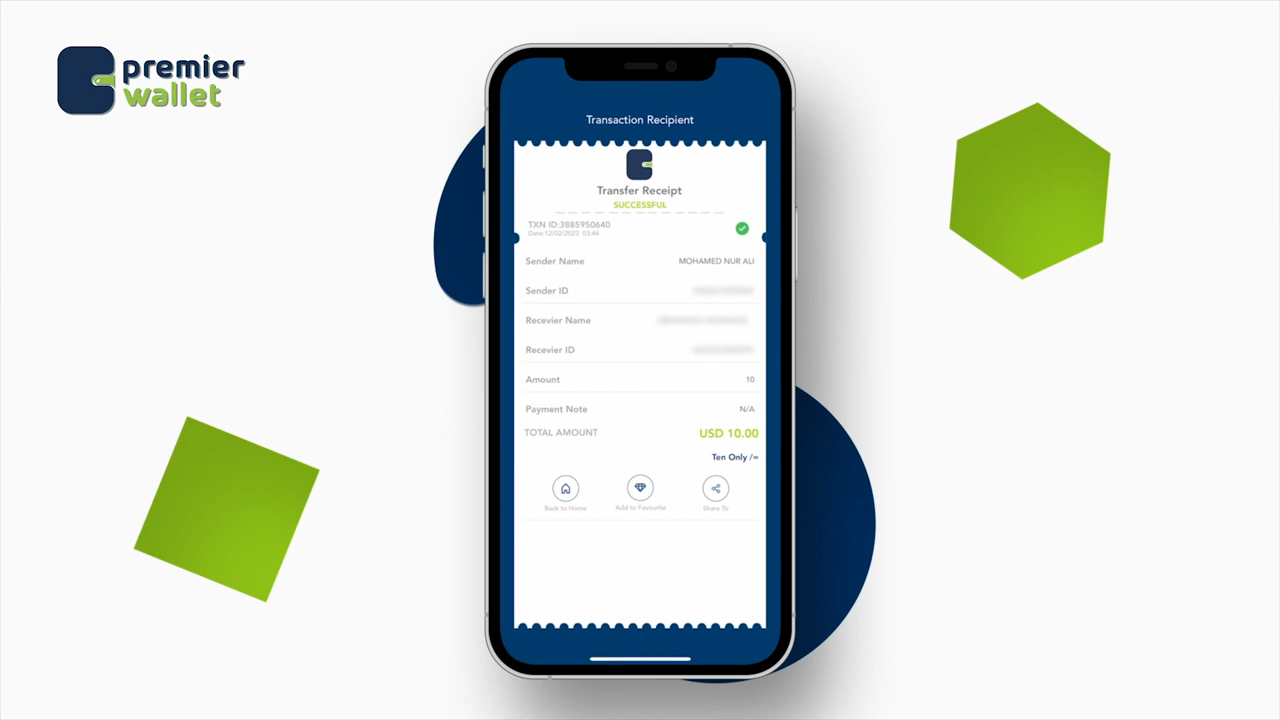 premier
wallet
Transaction Recipient
Transfer Receipt
SUCCESSFUL
TXN ID:3885950640
Date:12/02/2023 03:44
Sender Name MOHAMED NUR ALI
Sender ID
Recevier Name
Recevier ID
Amount 10
Payment Note N/A
TOTAL AMOUNT USD 10.00
Ten Only /=
Back to Home Add to Favourite Share To